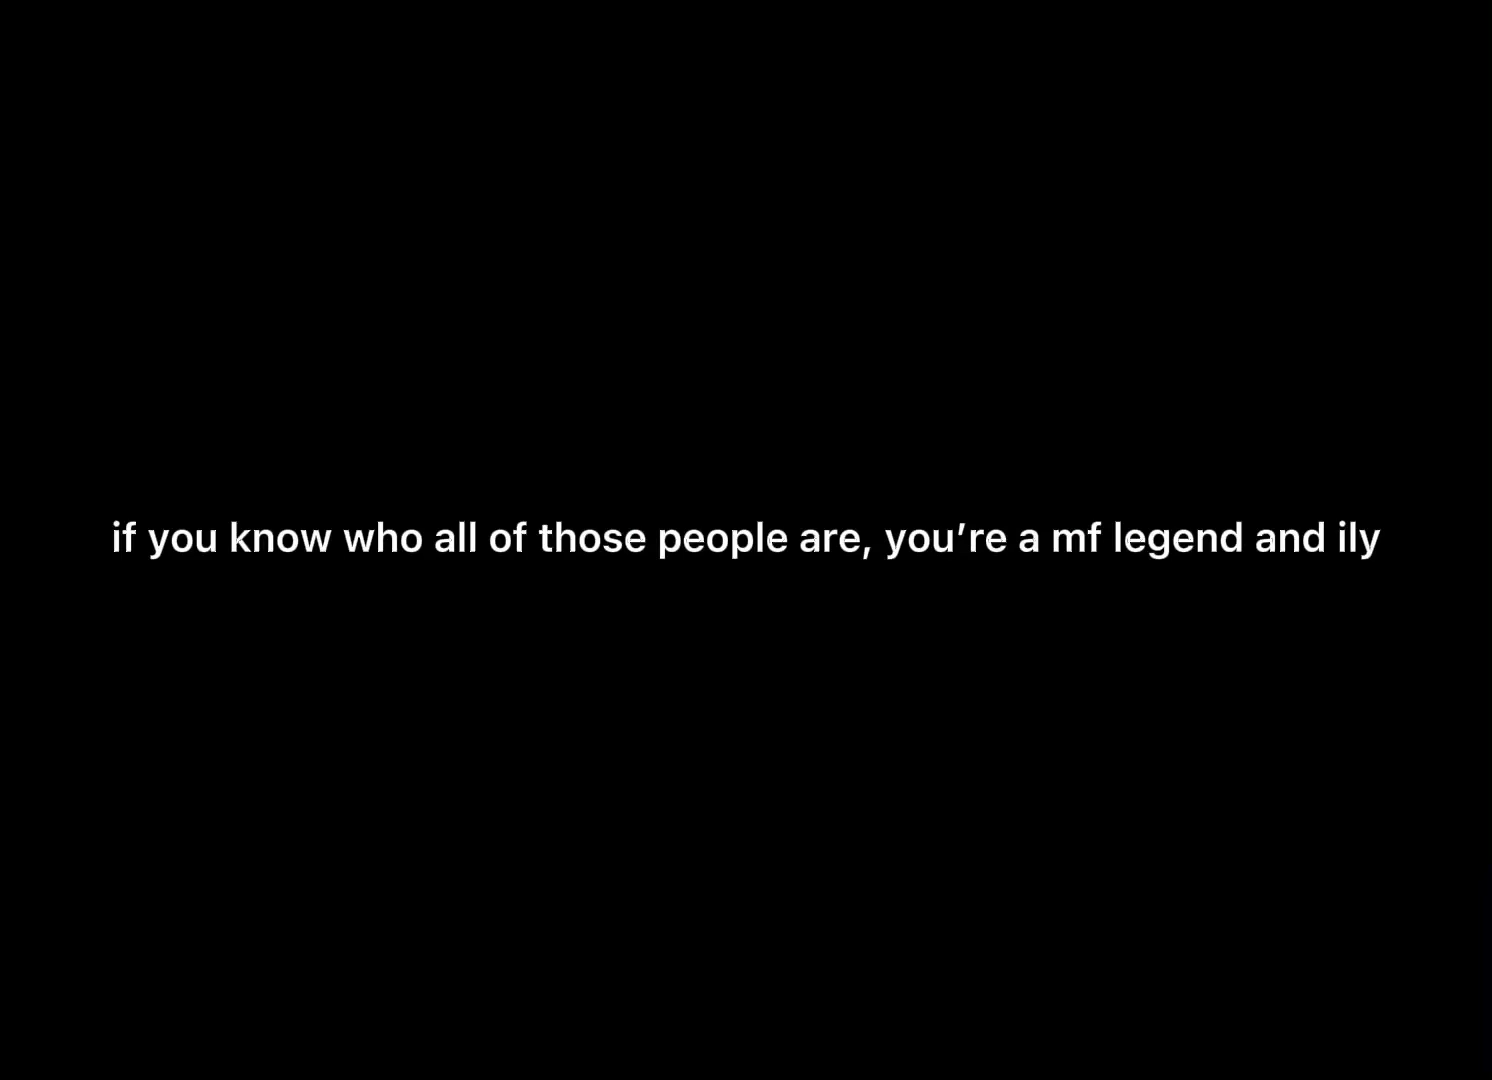 if you know who all of those people are, you’re a mf legend and ily